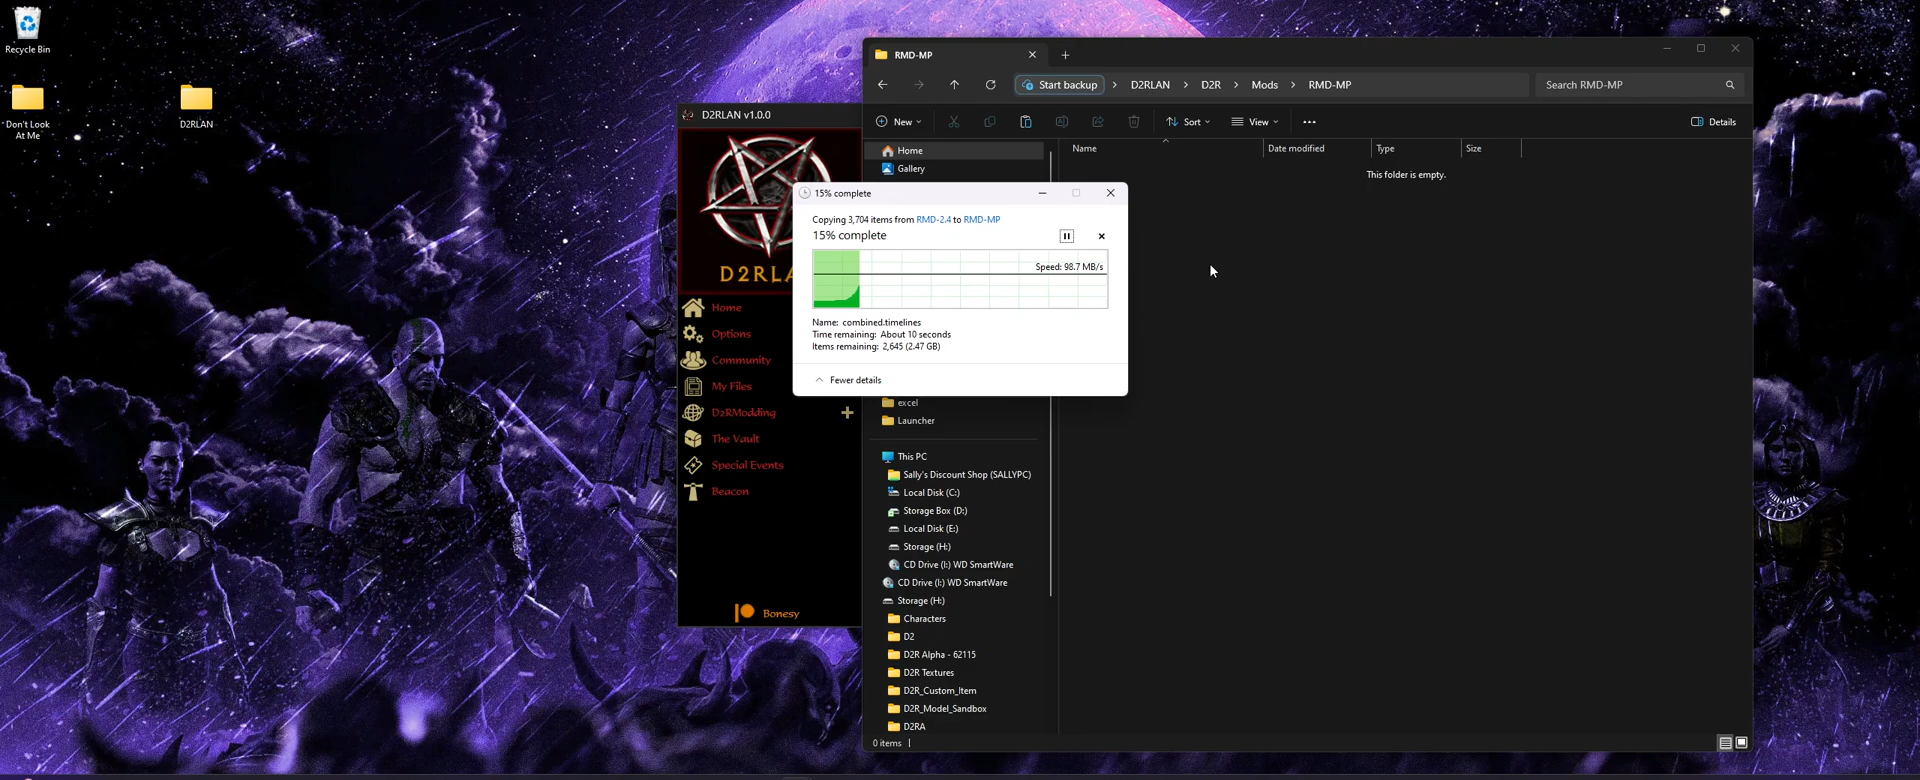 Recycle Bin
Don't Look
At Me
D2RLAN
D2RLAN v1.0.0
D2RLA
Home
Options
Community
My Files
D2RModding
The Vault
Special Events
Beacon
Bonesy
RMD-MP
Start backup > D2RLAN > D2R > Mods > RMD-MP
Search RMD-MP
New
Sort
View
Details
Name
Date modified
Type
Size
This folder is empty.
Home
Gallery
15% complete
Copying 3,704 items from RMD-2.4 to RMD-MP
15% complete
Speed: 98.7 MB/s
Name: combined.timelines
Time remaining: About 10 seconds
Items remaining: 2,645 (2.47 GB)
Fewer details
excel
Launcher
This PC
Sally's Discount Shop (SALLYPC)
Local Disk (C:)
Storage Box (D:)
Local Disk (E:)
Storage (H:)
CD Drive (I:) WD SmartWare
CD Drive (I:) WD SmartWare
Storage (H:)
Characters
D2
D2R Alpha - 62115
D2R Textures
D2R_Custom_Item
D2R_Model_Sandbox
D2RA
0 items